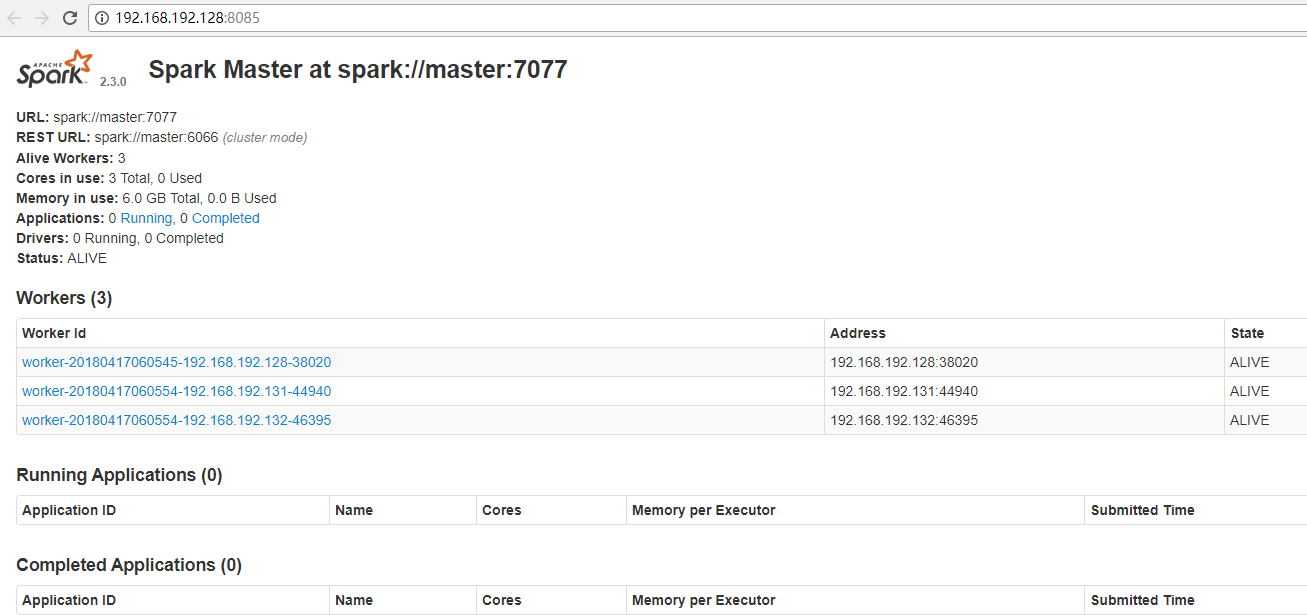 192.168.192.128:8085
APACHE Spark 2.3.0 Spark Master at spark://master:7077
URL: spark://master:7077
REST URL: spark://master:6066 (cluster mode)
Alive Workers: 3
Cores in use: 3 Total, 0 Used
Memory in use: 6.0 GB Total, 0.0 B Used
Applications: 0 Running, 0 Completed
Drivers: 0 Running, 0 Completed
Status: ALIVE
Workers (3)
Worker Id Address State
worker-20180417060545-192.168.192.128-38020 192.168.192.128:38020 ALIVE
worker-20180417060554-192.168.192.131-44940 192.168.192.131:44940 ALIVE
worker-20180417060554-192.168.192.132-46395 192.168.192.132:46395 ALIVE
Running Applications (0)
Application ID Name Cores Memory per Executor Submitted Time
Completed Applications (0)
Application ID Name Cores Memory per Executor Submitted Time